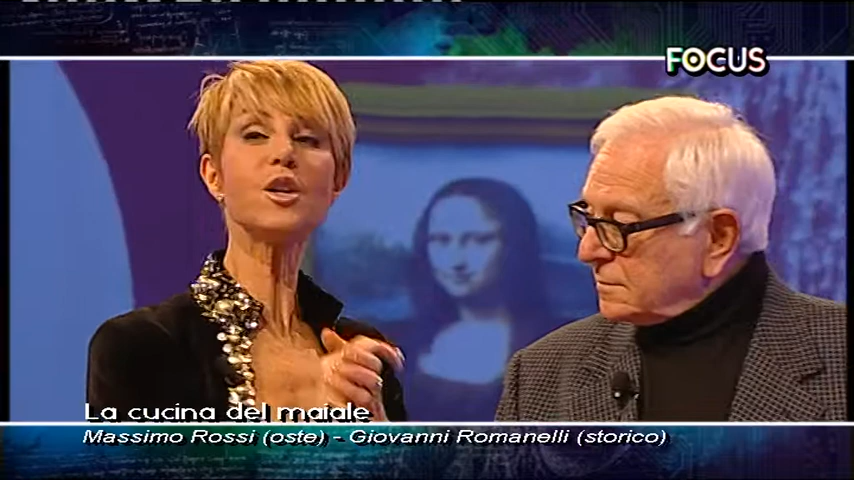 FOCUS
La cucina del maiale
Massimo Rossi (oste) - Giovanni Romanelli (storico)